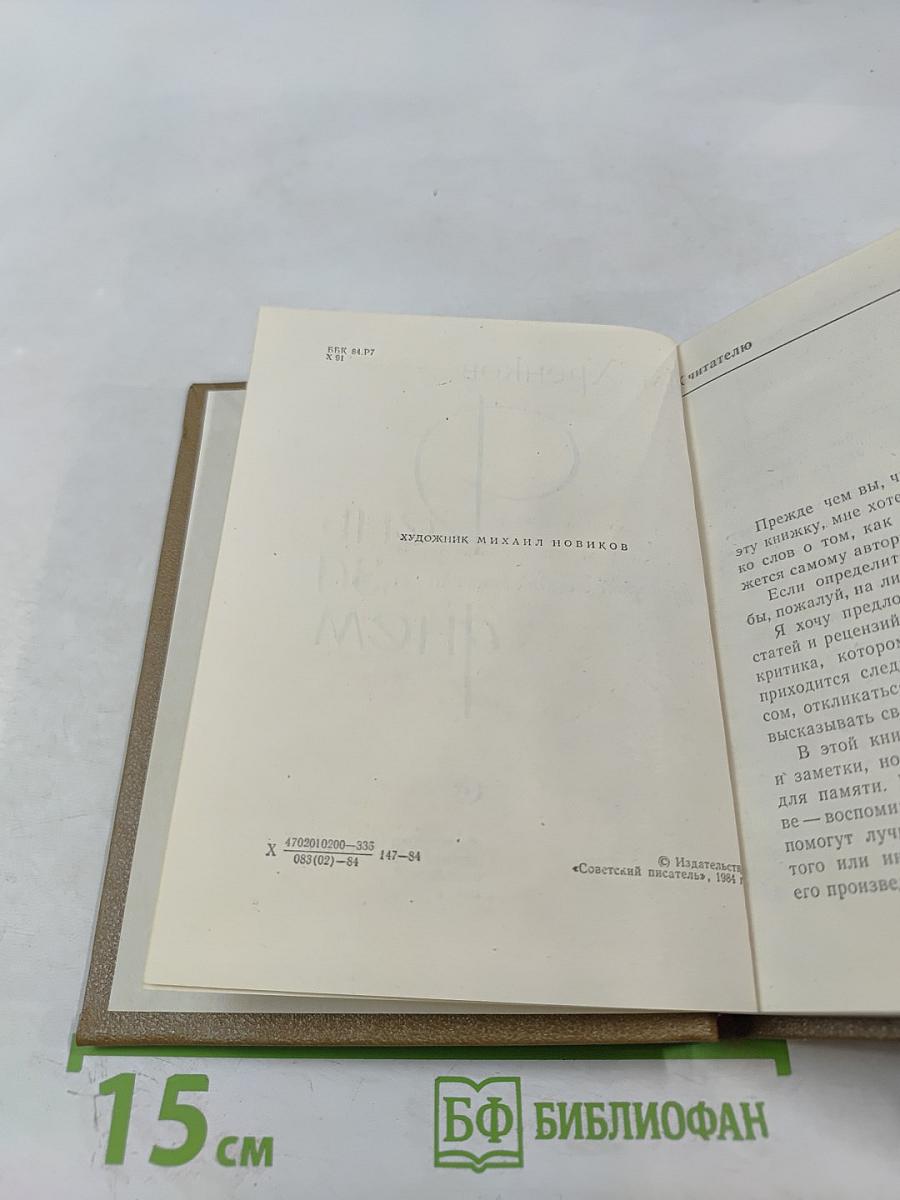 ББК 84.Р7
Х 91
ХУДОЖНИК МИХАИЛ НОВИКОВ
Х 4702010200—335
083(02)—84 147—84
© Издательств
«Советский писатель», 1984 г
К читателю
Прежде чем вы, ч
эту книжку, мне хоте
ко слов о том, как
жется самому автор
Если определит
бы, пожалуй, на ли
Я хочу предло
статей и рецензий
критика, котором
приходится след
сом, откликатьс
высказывать св
В этой кни
и заметки, но
для памяти.
ве — воспоми
помогут лучш
того или ин
его произвед
15 см
БФ БИБЛИОФАН